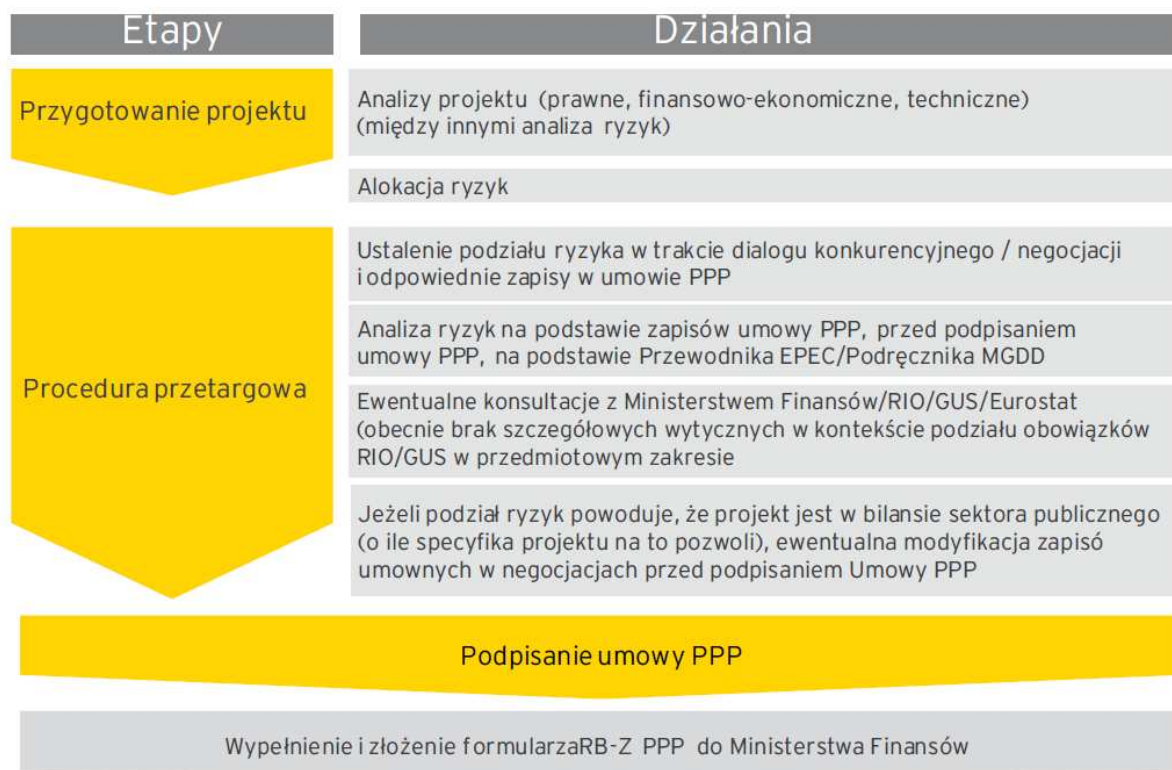 Etapy
Działania
Przygotowanie projektu
Analizy projektu (prawne, finansowo-ekonomiczne, techniczne)
(między innymi analiza ryzyk)
Alokacja ryzyk
Procedura przetargowa
Ustalenie podziału ryzyka w trakcie dialogu konkurencyjnego / negocjacji
i odpowiednie zapisy w umowie PPP
Analiza ryzyk na podstawie zapisów umowy PPP, przed podpisaniem
umowy PPP, na podstawie Przewodnika EPEC/Podręcznika MGDD
Ewentualne konsultacje z Ministerstwem Finansów/RIO/GUS/Eurostat
(obecnie brak szczegółowych wytycznych w kontekście podziału obowiązków
RIO/GUS w przedmiotowym zakresie
Jeżeli podział ryzyk powoduje, że projekt jest w bilansie sektora publicznego
(o ile specyfika projektu na to pozwoli), ewentualna modyfikacja zapisó
umownych w negocjacjach przed podpisaniem Umowy PPP
Podpisanie umowy PPP
Wypełnienie i złożenie formularzaRB-Z PPP do Ministerstwa Finansów